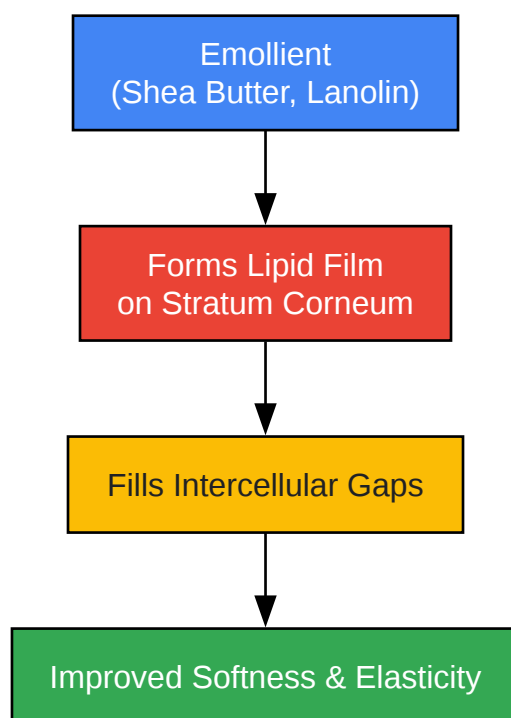 Emollient
(Shea Butter, Lanolin)
Forms Lipid Film
on Stratum Corneum
Fills Intercellular Gaps
Improved Softness & Elasticity